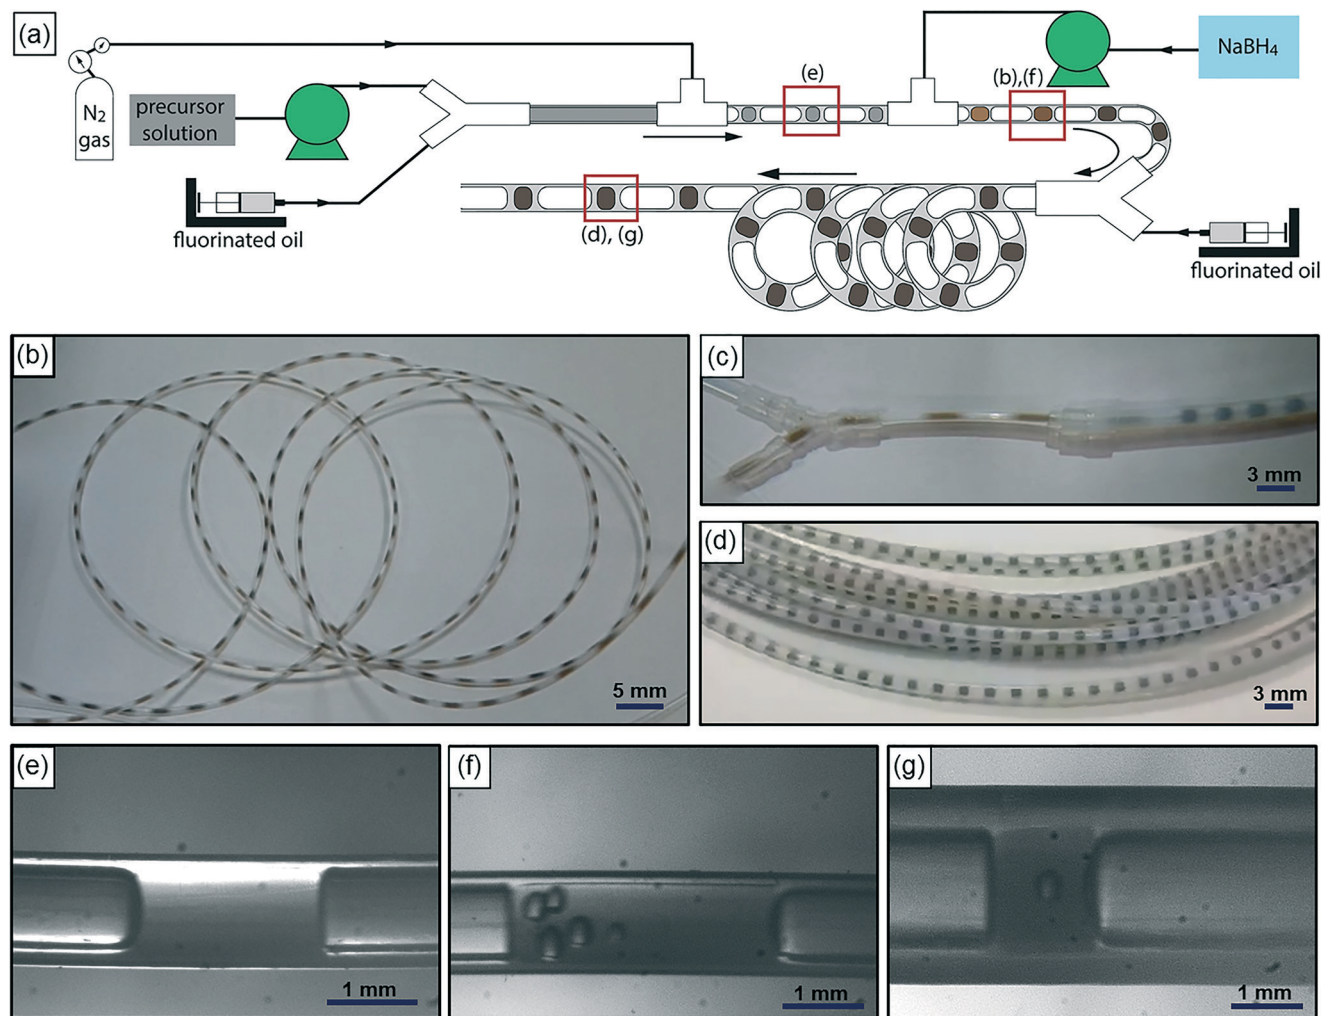 (a)
N2
gas
precursor
solution
fluorinated oil
(e)
(b),(f)
NaBH4
(d), (g)
fluorinated oil
(b)
5 mm
(c)
3 mm
(d)
3 mm
(e)
1 mm
(f)
1 mm
(g)
1 mm